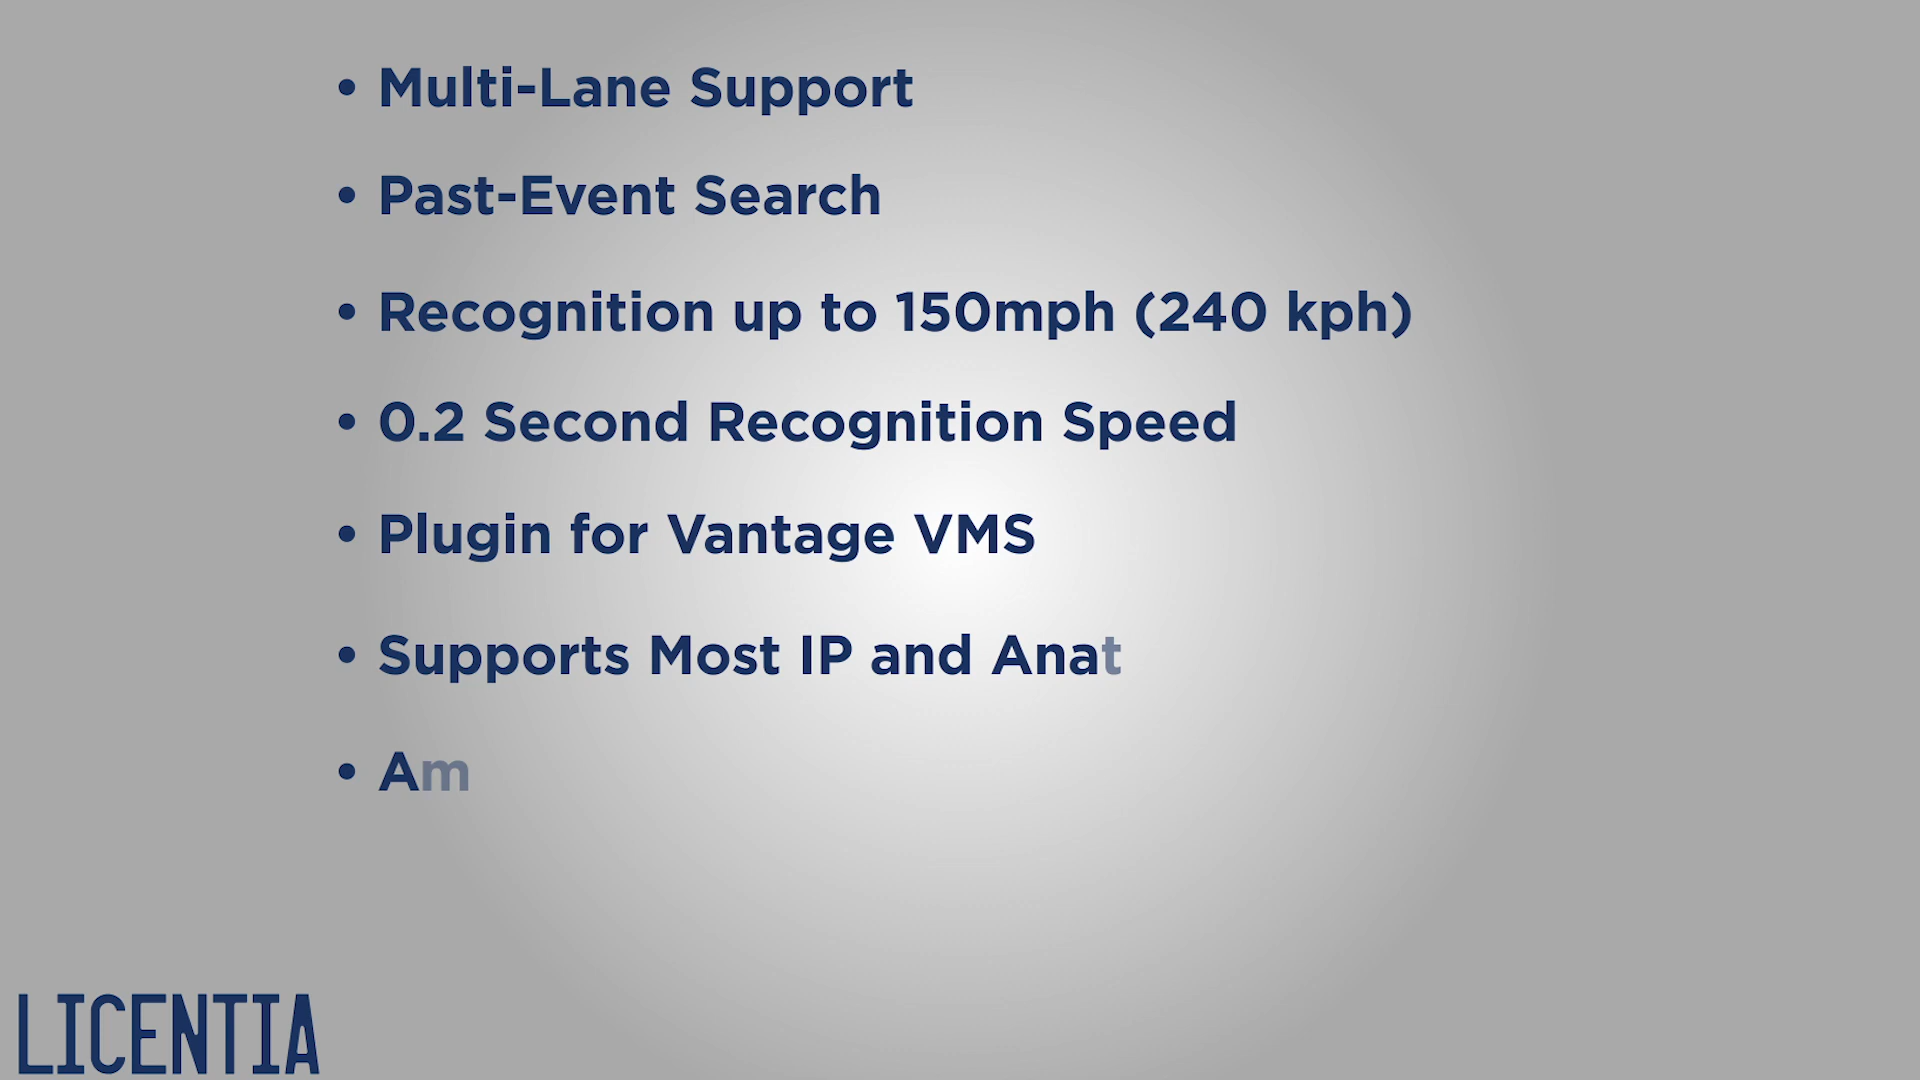 • Multi-Lane Support
• Past-Event Search
• Recognition up to 150mph (240 kph)
• 0.2 Second Recognition Speed
• Plugin for Vantage VMS
• Supports Most IP and Anat
• Am
LICENTIA